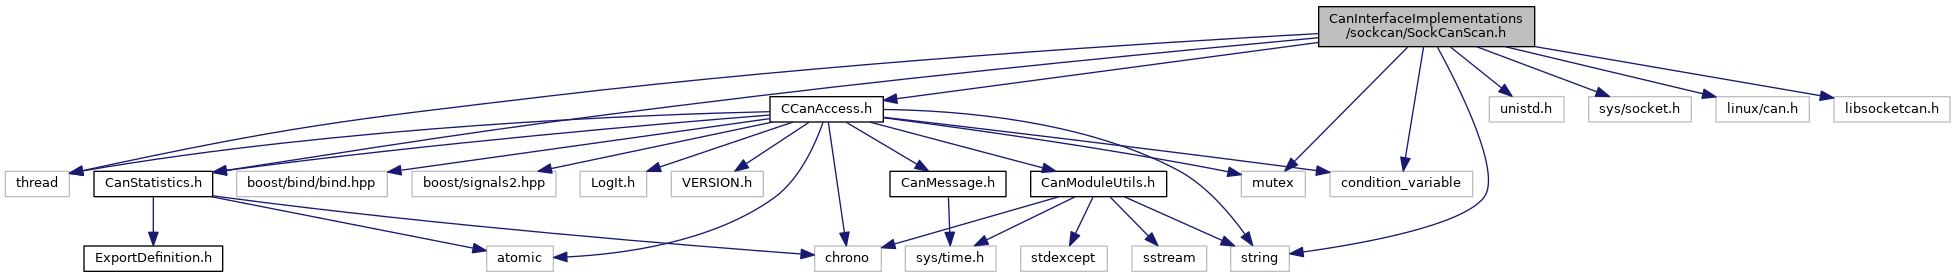 CanInterfaceImplementations
/sockcan/SockCanScan.h
CCanAccess.h
unistd.h
sys/socket.h
linux/can.h
libsocketcan.h
thread
CanStatistics.h
boost/bind/bind.hpp
boost/signals2.hpp
LogIt.h
VERSION.h
CanMessage.h
CanModuleUtils.h
mutex
condition_variable
ExportDefinition.h
atomic
chrono
sys/time.h
stdexcept
sstream
string